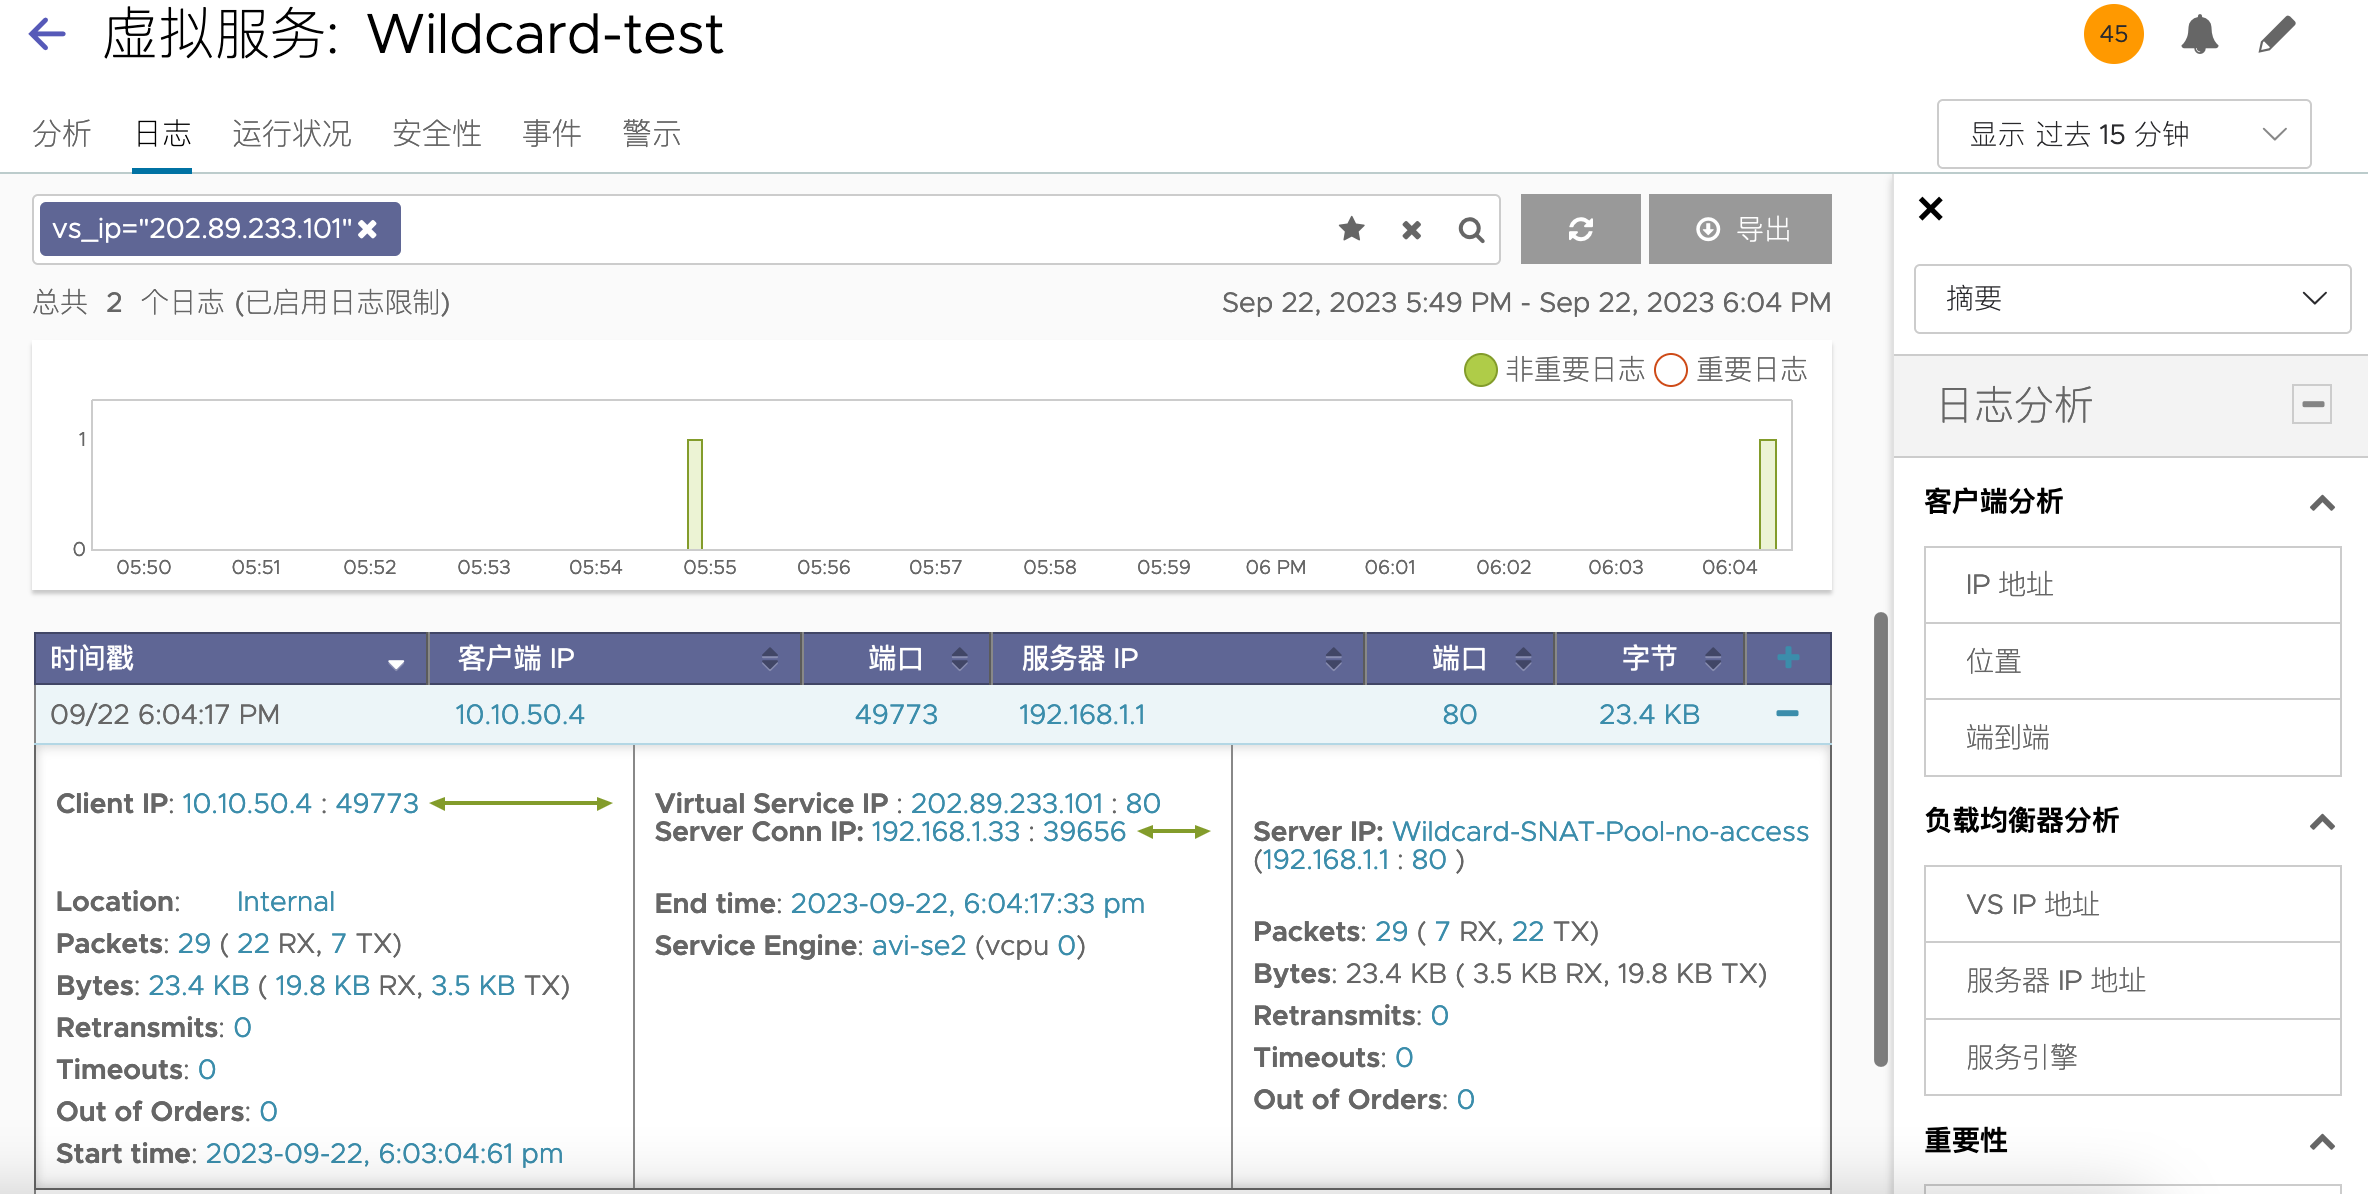 虚拟服务: Wildcard-test
45
分析 日志 运行状况 安全性 事件 警示
显示 过去 15 分钟
vs_ip="202.89.233.101"
导出
总共 2 个日志 (已启用日志限制)
Sep 22, 2023 5:49 PM - Sep 22, 2023 6:04 PM
非重要日志 重要日志
1
0
05:50 05:51 05:52 05:53 05:54 05:55 05:56 05:57 05:58 05:59 06 PM 06:01 06:02 06:03 06:04
时间戳 客户端 IP 端口 服务器 IP 端口 字节
09/22 6:04:17 PM 10.10.50.4 49773 192.168.1.1 80 23.4 KB
Client IP: 10.10.50.4 : 49773
Location: Internal
Packets: 29 ( 22 RX, 7 TX)
Bytes: 23.4 KB ( 19.8 KB RX, 3.5 KB TX)
Retransmits: 0
Timeouts: 0
Out of Orders: 0
Start time: 2023-09-22, 6:03:04:61 pm
Virtual Service IP : 202.89.233.101 : 80
Server Conn IP: 192.168.1.33 : 39656
End time: 2023-09-22, 6:04:17:33 pm
Service Engine: avi-se2 (vcpu 0)
Server IP: Wildcard-SNAT-Pool-no-access
(192.168.1.1 : 80 )
Packets: 29 ( 7 RX, 22 TX)
Bytes: 23.4 KB ( 3.5 KB RX, 19.8 KB TX)
Retransmits: 0
Timeouts: 0
Out of Orders: 0
摘要
日志分析
客户端分析
IP 地址
位置
端到端
负载均衡器分析
VS IP 地址
服务器 IP 地址
服务引擎
重要性